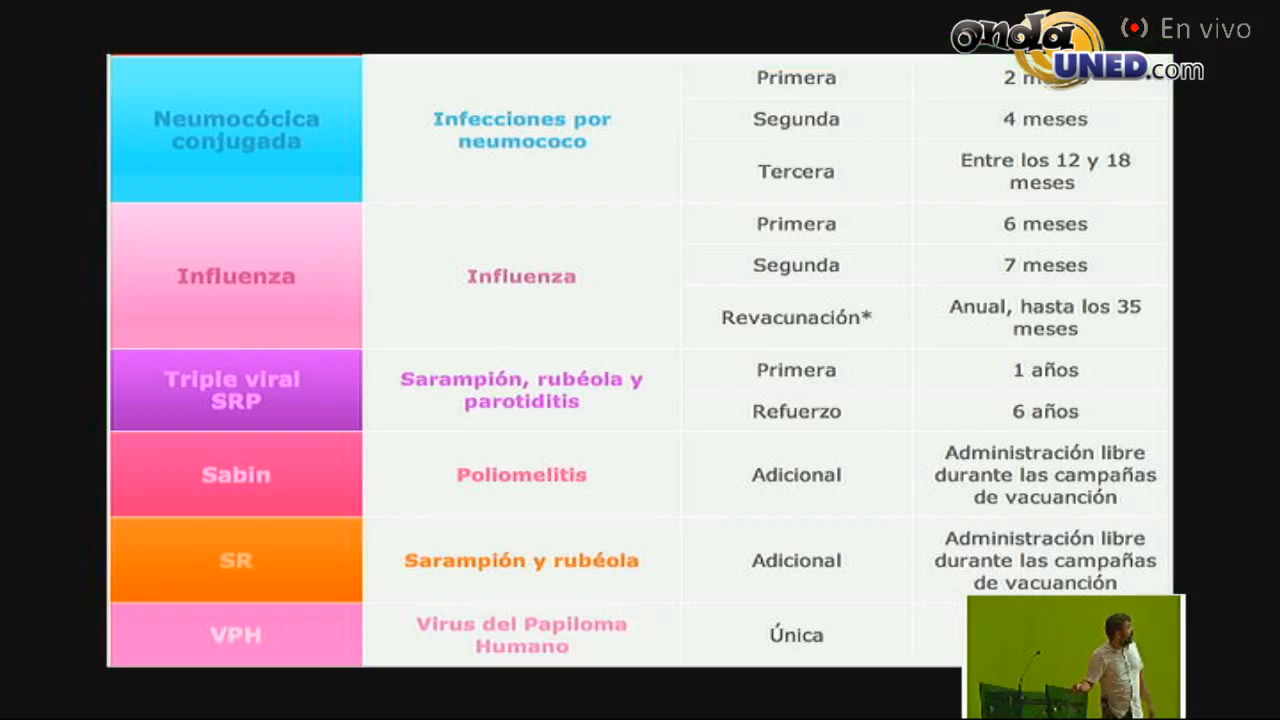 onda
UNED.com
En vivo
Neumocócica
conjugada
Infecciones por
neumococo
Primera
2
Segunda
4 meses
Tercera
Entre los 12 y 18
meses
Influenza
Influenza
Primera
6 meses
Segunda
7 meses
Revacunación*
Anual, hasta los 35
meses
Triple viral
SRP
Sarampión, rubéola y
parotiditis
Primera
1 años
Refuerzo
6 años
Sabin
Poliomelitis
Adicional
Administración libre
durante las campañas
de vacuanción
SR
Sarampión y rubéola
Adicional
Administración libre
durante las campañas
de vacuanción
VPH
Virus del Papiloma
Humano
Única